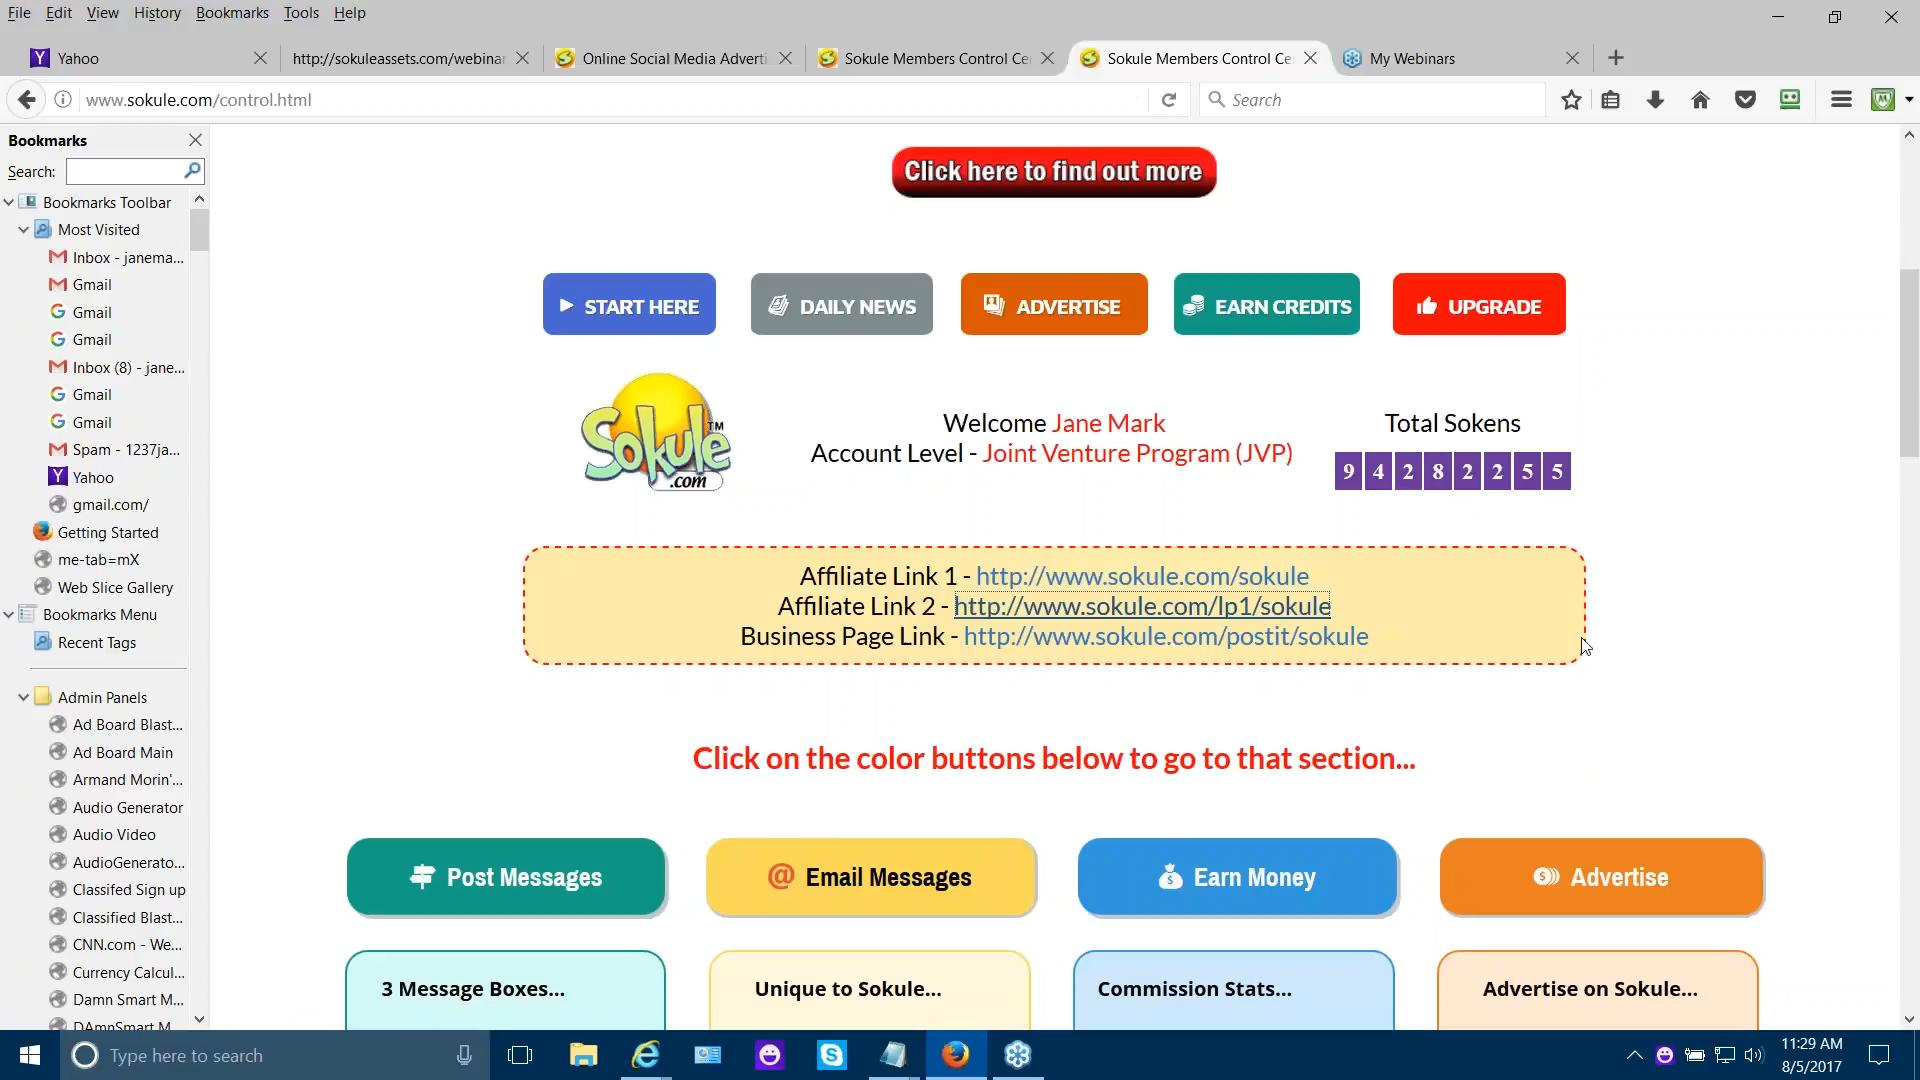 File Edit View History Bookmarks Tools Help
Yahoo
http://sokuleassets.com/webinar
Online Social Media Adverti
Sokule Members Control Ce
Sokule Members Control Ce
My Webinars
www.sokule.com/control.html
Search
Bookmarks
Search:
Bookmarks Toolbar
Most Visited
Inbox - janema...
Gmail
Gmail
Gmail
Inbox (8) - jane...
Gmail
Gmail
Spam - 1237ja...
Yahoo
gmail.com/
Getting Started
me-tab=mX
Web Slice Gallery
Bookmarks Menu
Recent Tags
Admin Panels
Ad Board Blast...
Ad Board Main
Armand Morin'...
Audio Generator
Audio Video
AudioGenerato...
Classifed Sign up
Classified Blast...
CNN.com - We...
Currency Calcul...
Damn Smart M...
DAmnSmart M
Click here to find out more
START HERE
DAILY NEWS
ADVERTISE
EARN CREDITS
UPGRADE
Sokule™
.com
Welcome Jane Mark
Account Level - Joint Venture Program (JVP)
Total Sokens
9 4 2 8 2 2 5 5
Affiliate Link 1 - http://www.sokule.com/sokule
Affiliate Link 2 - http://www.sokule.com/lp1/sokule
Business Page Link - http://www.sokule.com/postit/sokule
Click on the color buttons below to go to that section...
Post Messages
@ Email Messages
Earn Money
Advertise
3 Message Boxes...
Unique to Sokule...
Commission Stats...
Advertise on Sokule...
Type here to search
11:29 AM
8/5/2017